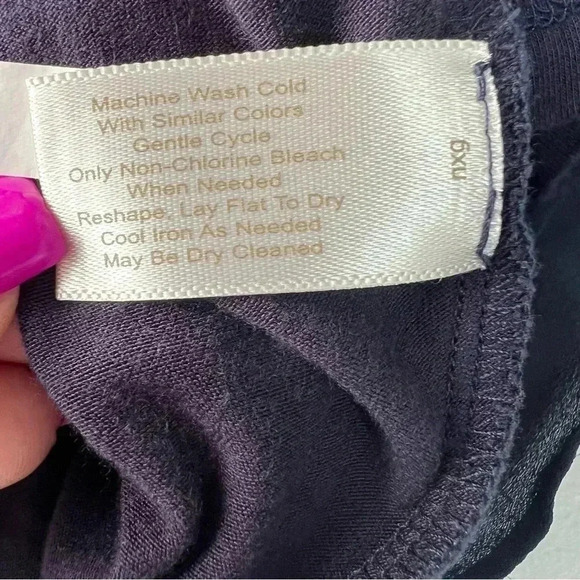 Machine Wash Cold
With Similar Colors
Gentle Cycle
Only Non-Chlorine Bleach
When Needed
Reshape, Lay Flat To Dry
Cool Iron As Needed
May Be Dry Cleaned
nxg